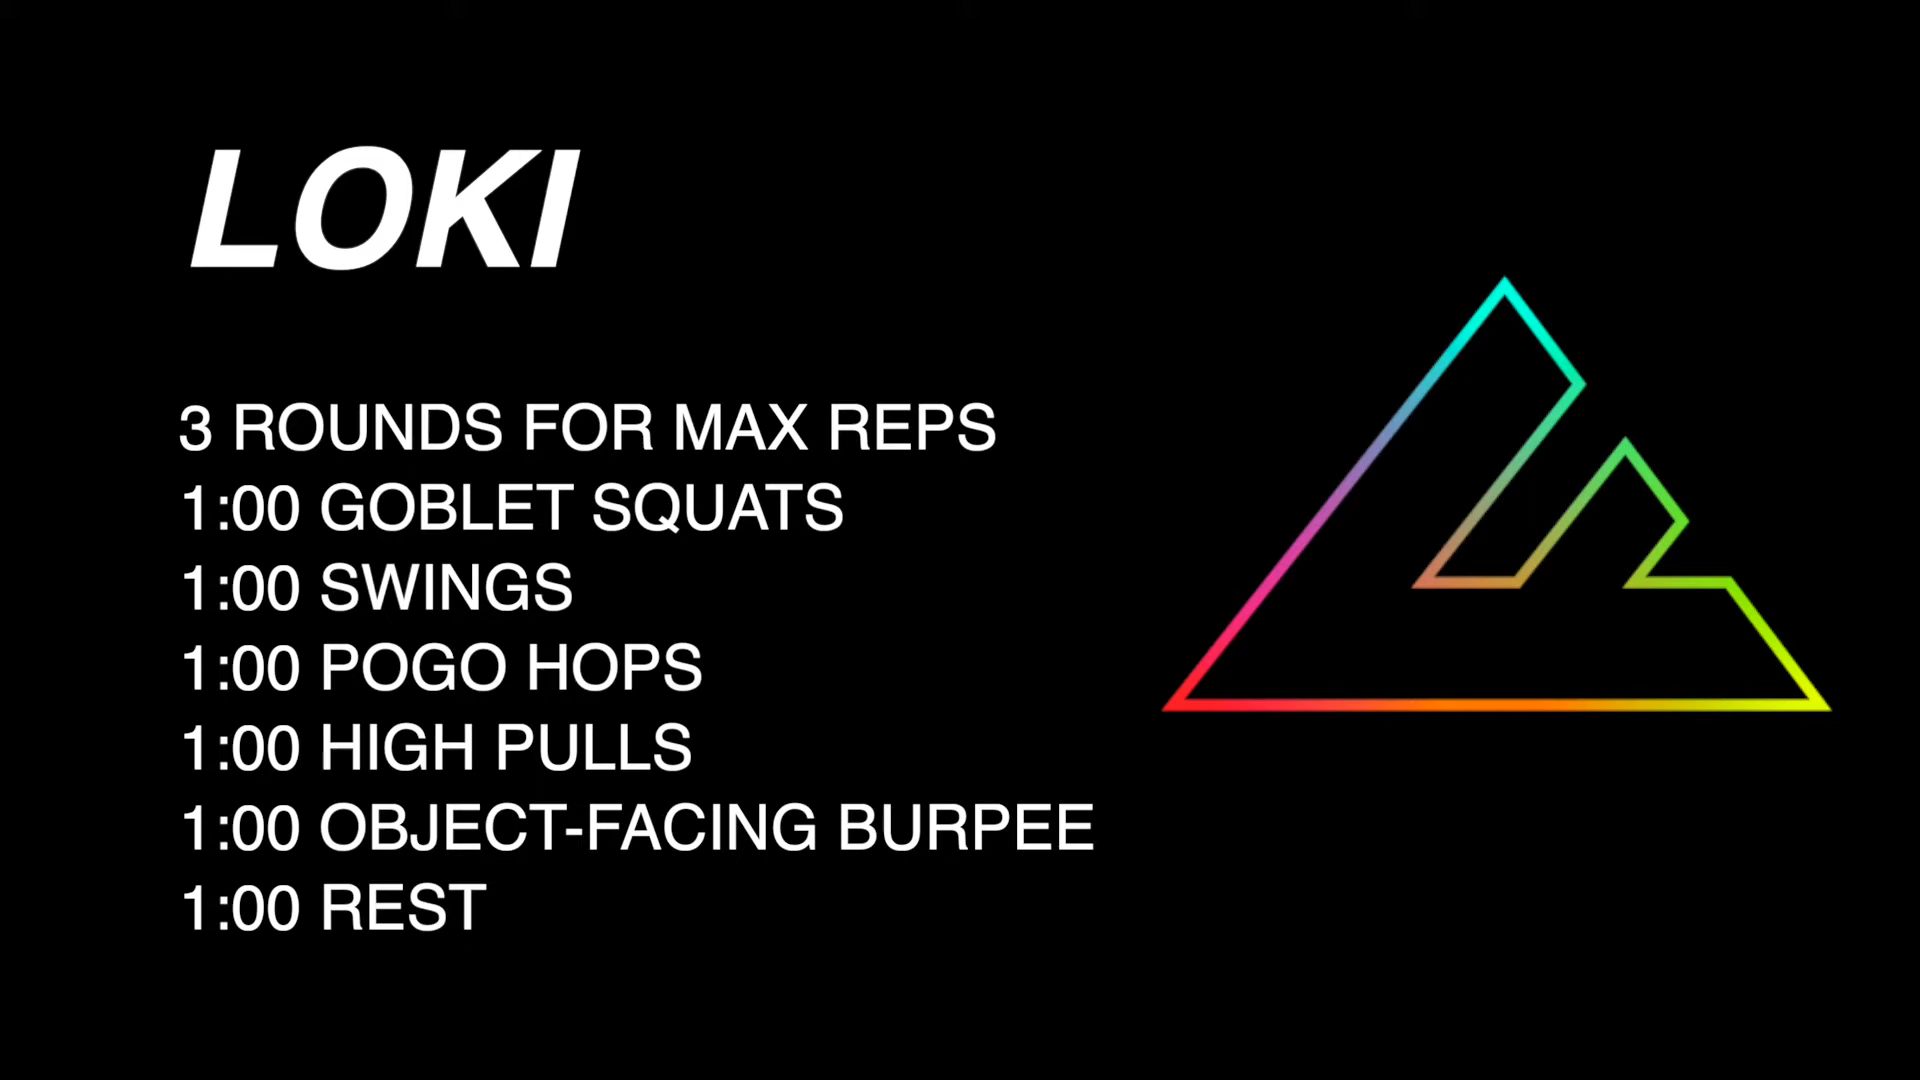 LOKI
3 ROUNDS FOR MAX REPS
1:00 GOBLET SQUATS
1:00 SWINGS
1:00 POGO HOPS
1:00 HIGH PULLS
1:00 OBJECT-FACING BURPEE
1:00 REST